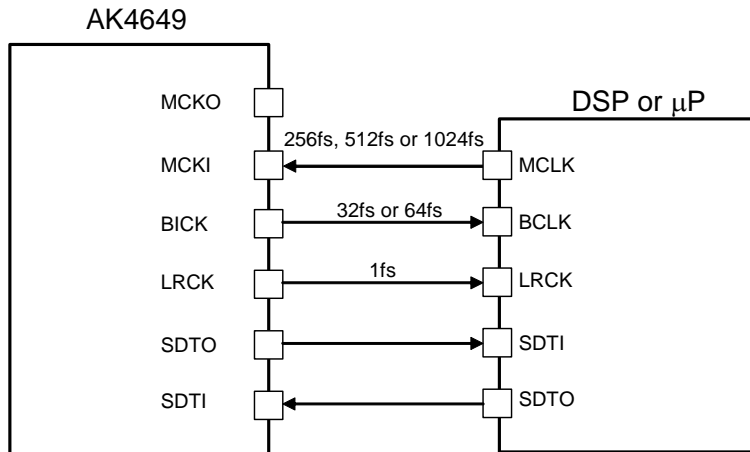 AK4649
DSP or μP
MCKO
256fs, 512fs or 1024fs
MCKI
MCLK
32fs or 64fs
BICK
BCLK
1fs
LRCK
LRCK
SDTO
SDTI
SDTI
SDTO